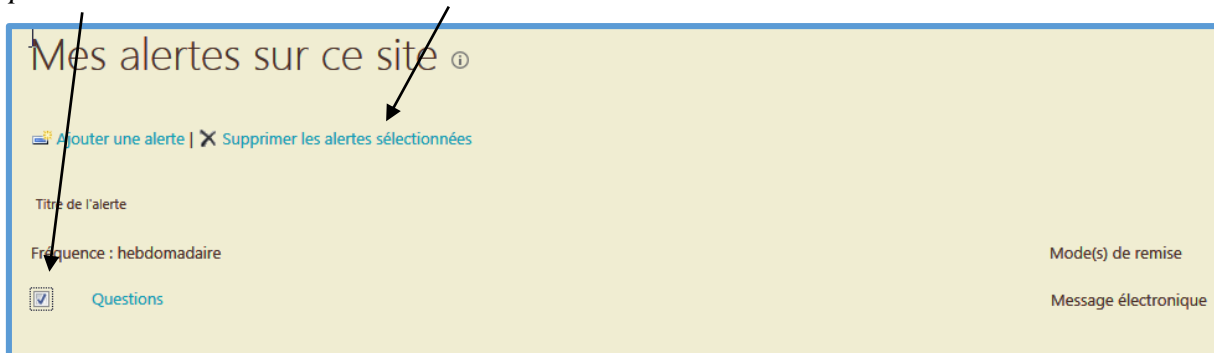 Mes alertes sur ce site
Ajouter une alerte | Supprimer les alertes sélectionnées
Titre de l'alerte
Fréquence : hebdomadaire Mode(s) de remise
Questions Message électronique